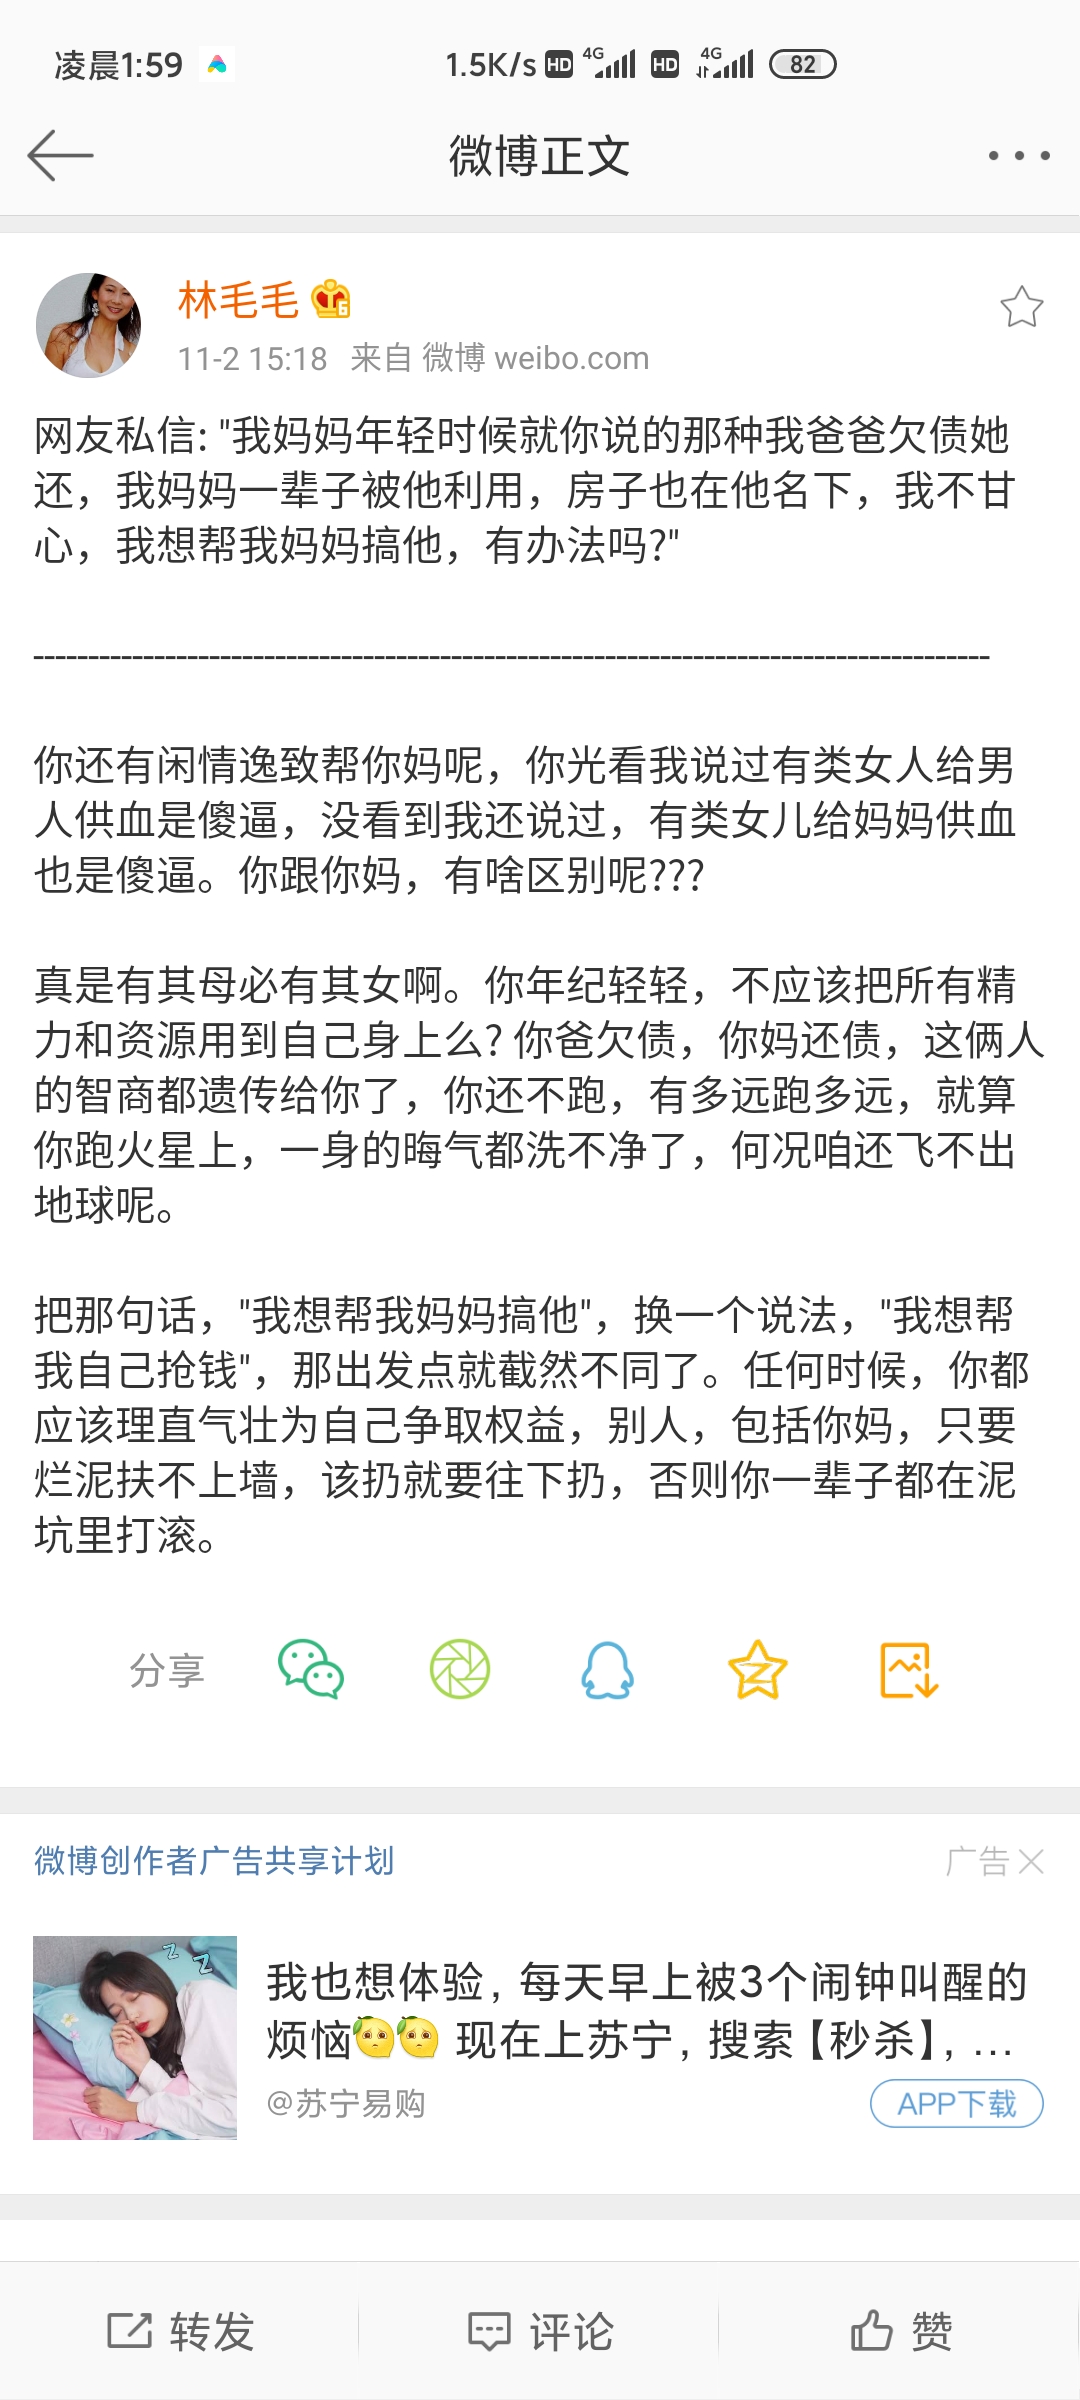 凌晨1:59 1.5K/s HD 4G HD 4G 82
微博正文
林毛毛 6
11-2 15:18 来自 微博 weibo.com
网友私信: "我妈妈年轻时候就你说的那种我爸爸欠债她
还，我妈妈一辈子被他利用，房子也在他名下，我不甘
心，我想帮我妈妈搞他，有办法吗?"
----------------------------------------------------------------------------------------
你还有闲情逸致帮你妈呢，你光看我说过有类女人给男
人供血是傻逼，没看到我还说过，有类女儿给妈妈供血
也是傻逼。你跟你妈，有啥区别呢???
真是有其母必有其女啊。你年纪轻轻，不应该把所有精
力和资源用到自己身上么? 你爸欠债，你妈还债，这俩人
的智商都遗传给你了，你还不跑，有多远跑多远，就算
你跑火星上，一身的晦气都洗不净了，何况咱还飞不出
地球呢。
把那句话，"我想帮我妈妈搞他"，换一个说法，"我想帮
我自己抢钱"，那出发点就截然不同了。任何时候，你都
应该理直气壮为自己争取权益，别人，包括你妈，只要
烂泥扶不上墙，该扔就要往下扔，否则你一辈子都在泥
坑里打滚。
分享
微博创作者广告共享计划 广告
z Z
我也想体验, 每天早上被3个闹钟叫醒的
烦恼 现在上苏宁, 搜索【秒杀】, …
@苏宁易购 APP下载
转发 评论 赞